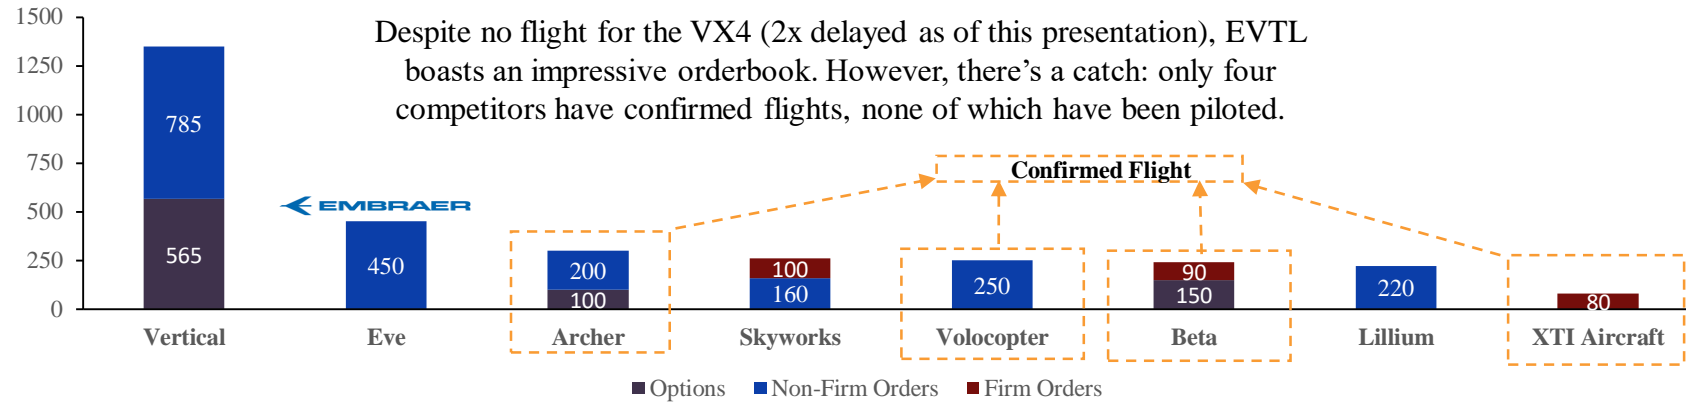 Despite no flight for the VX4 (2x delayed as of this presentation), EVTL
boasts an impressive orderbook. However, there’s a catch: only four
competitors have confirmed flights, none of which have been piloted.
1500
1250
1000
750
500
250
0
785
565
EMBRAER
450
200
100
100
160
Confirmed Flight
250
90
150
220
80
Vertical
Eve
Archer
Skyworks
Volocopter
Beta
Lillium
XTI Aircraft
Options
Non-Firm Orders
Firm Orders